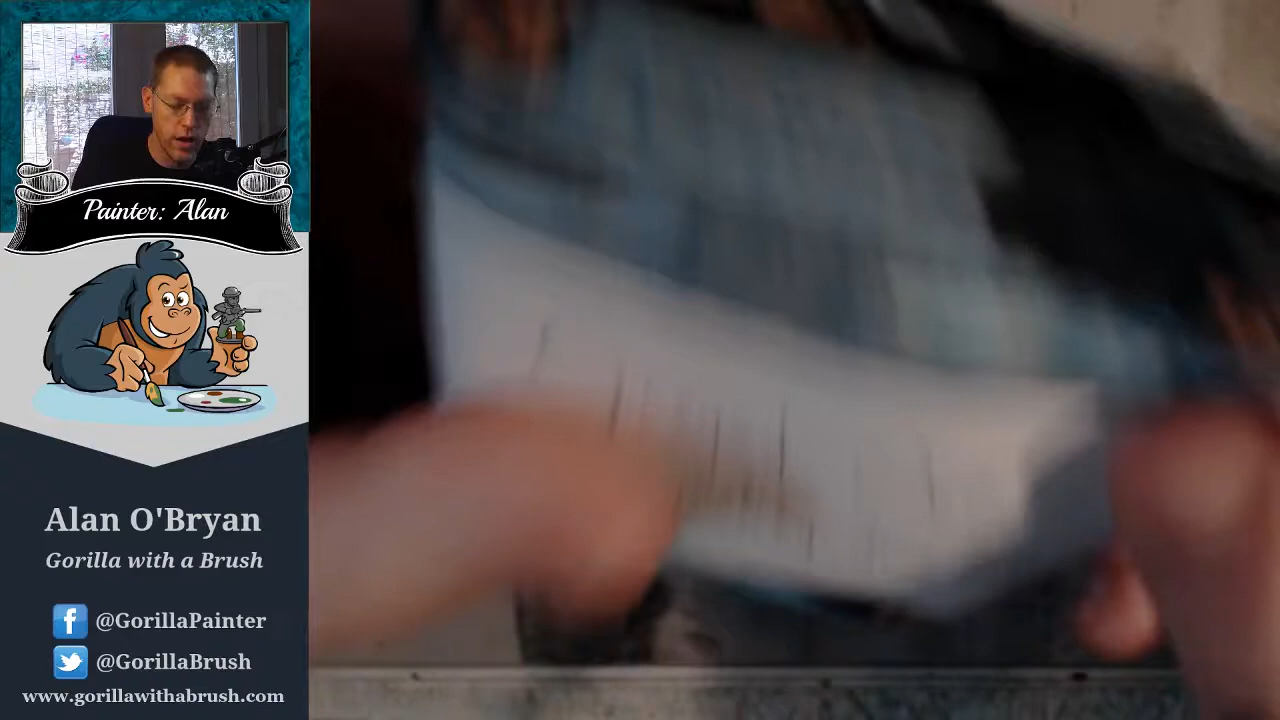 Painter: Alan
Alan O'Bryan
Gorilla with a Brush
@GorillaPainter
@GorillaBrush
www.gorillawithabrush.com